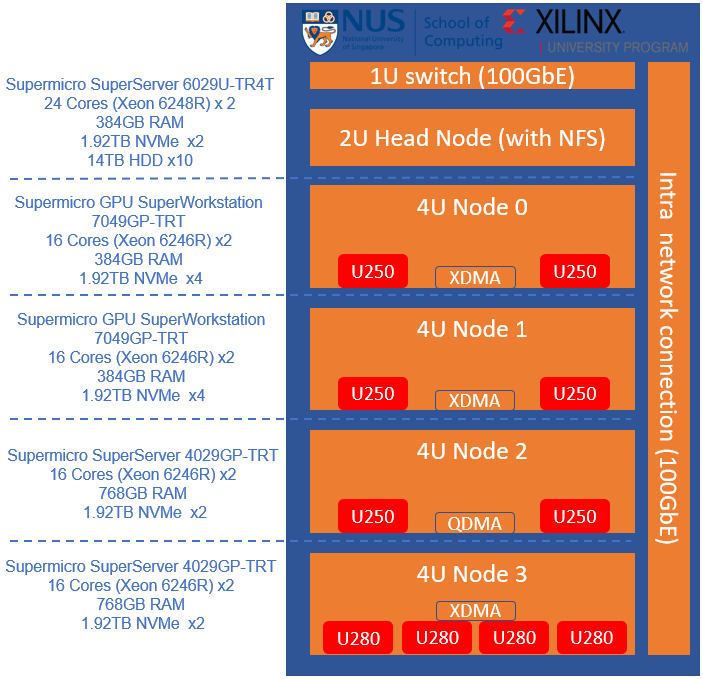 NUS
National University
of Singapore
School of
Computing
XILINX
UNIVERSITY PROGRAM
Supermicro SuperServer 6029U-TR4T
24 Cores (Xeon 6248R) x 2
384GB RAM
1.92TB NVMe  x2
14TB HDD x10
1U switch (100GbE)
2U Head Node (with NFS)
Supermicro GPU SuperWorkstation
7049GP-TRT
16 Cores (Xeon 6246R) x2
384GB RAM
1.92TB NVMe  x4
4U Node 0
U250
XDMA
U250
Supermicro GPU SuperWorkstation
7049GP-TRT
16 Cores (Xeon 6246R) x2
384GB RAM
1.92TB NVMe  x4
4U Node 1
U250
XDMA
U250
Supermicro SuperServer 4029GP-TRT
16 Cores (Xeon 6246R) x2
768GB RAM
1.92TB NVMe  x2
4U Node 2
U250
QDMA
U250
Supermicro SuperServer 4029GP-TRT
16 Cores (Xeon 6246R) x2
768GB RAM
1.92TB NVMe  x2
4U Node 3
XDMA
U280
U280
U280
U280
Intra  network connection (100GbE)